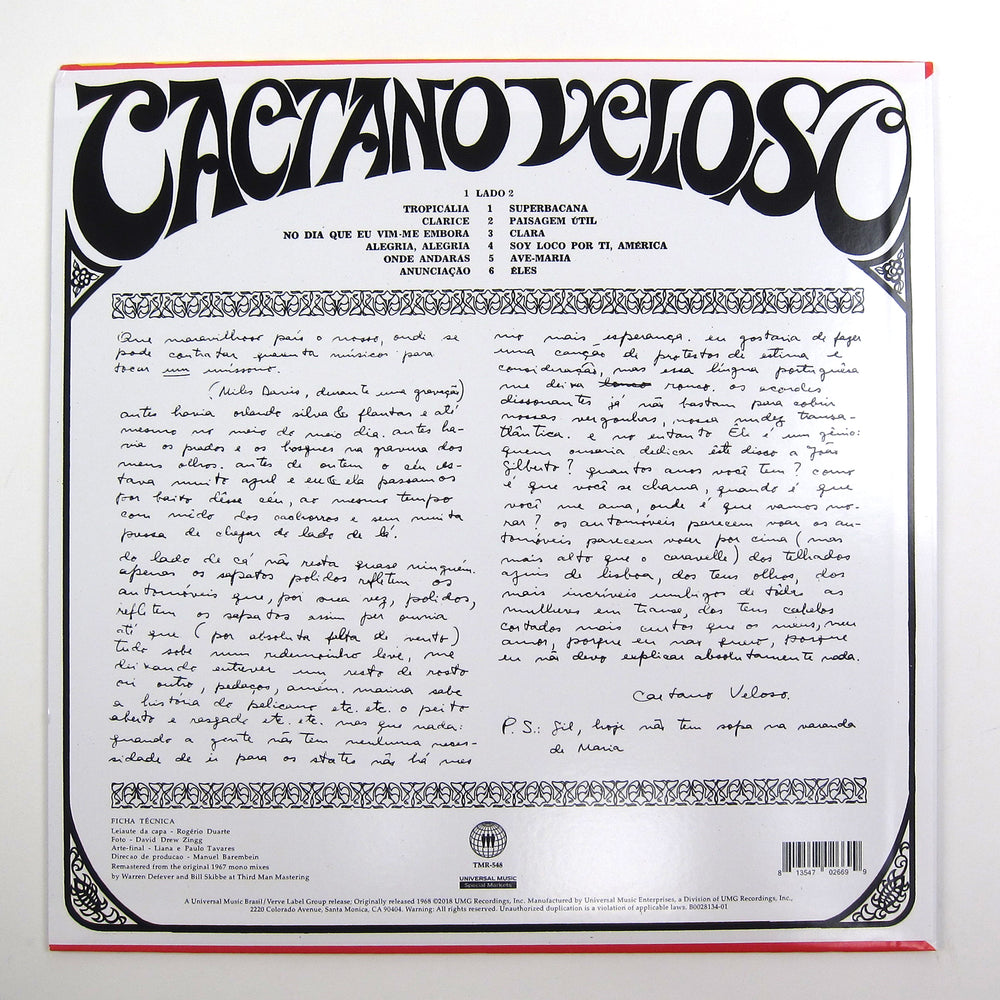 CAETANO VELOSO
1 LADO 2
TROPICALIA 1 SUPERBACANA
CLARICE 2 PAISAGEM ÚTIL
NO DIA QUE EU VIM-ME EMBORA 3 CLARA
ALEGRIA, ALEGRIA 4 SOY LOCO POR TI, AMÉRICA
ONDE ANDARAS 5 AVE-MARIA
ANUNCIAÇAO 6 ÉLES
Que maravilhoso país o nosso, onde se
pode contratar quarenta músicos para
tocar um uníssono.
(Miles Davis, durante uma gravação)
antes havia orlando silva & flautas e até
mesmo no meio do meio dia. antes ha-
via os prados e os bosques na gravura dos
meus olhos. antes de ontem o céu es-
tava muito azul e eu e ela passamos
por baixo dêsse céu, ao mesmo tempo
com mêdo dos cachorros e sem muita
pressa de chegar do lado de lá.
do lado de cá não resta quase ninguém.
apenas os sapatos polidos refletem os
automóveis que, por sua vez, polidos,
refletem os sapatos assim per omnia
até que (por absoluta falta de vento)
tudo sobe num redemoinho leve, me
deixando entrever um resto de rosto
ou outro, pedaços, amém. marina sabe
a história do pelicano etc. etc. o peito
aberto e rasgado etc. etc. mas que nada:
quando a gente não tem nenhuma neces-
sidade de ir para os states não há mes
mo mais esperança. eu gostaria de fazer
uma canção de protestos de estima e
consideração, mas essa língua portuguêsa
me deixa rouco. os acordes
dissonantes já não bastam para cobrir
nossas vergonhas, nossa nudez transa-
tlântica. e no entanto Êle é um gênio:
quem ousaria dedicar êste disco a João
Gilberto? quantos anos você tem? como
é que você se chama, quando é que
você me ama, onde é que vamos mo-
rar? os automóveis parecem voar os au-
tomóveis parecem voar por cima (mas
mais alto que o caravelle) dos telhados
azuis de lisboa, dos teus olhos, dos
mais incríveis umbigos de tôdas as
mulheres em transe, dos teus cabelos
cortados mais curtos que os meus, meu
amor, porque eu não quero, porque
eu não devo explicar absolutamente nada.
Caetano Veloso.
P.S.: Gil, hoje não tem sopa na varanda
de Maria
FICHA TÉCNICA
Leiaute da capa - Rogério Duarte
Foto - David Drew Zingg
Arte-final - Liana e Paulo Tavares
Direcao de producao - Manuel Barembein
Remastered from the original 1967 mono mixes
by Warren Defever and Bill Skibbe at Third Man Mastering
TMR-548
UNIVERSAL MUSIC
Special Markets
8 13547 02669 9
A Universal Music Brasil/Verve Label Group release; Originally released 1968 ©2018 UMG Recordings, Inc. Manufactured by Universal Music Enterprises, a Division of UMG Recordings, Inc.,
2220 Colorado Avenue, Santa Monica, CA 90404. Warning: All rights reserved. Unauthorized duplication is a violation of applicable laws. B0028134-01